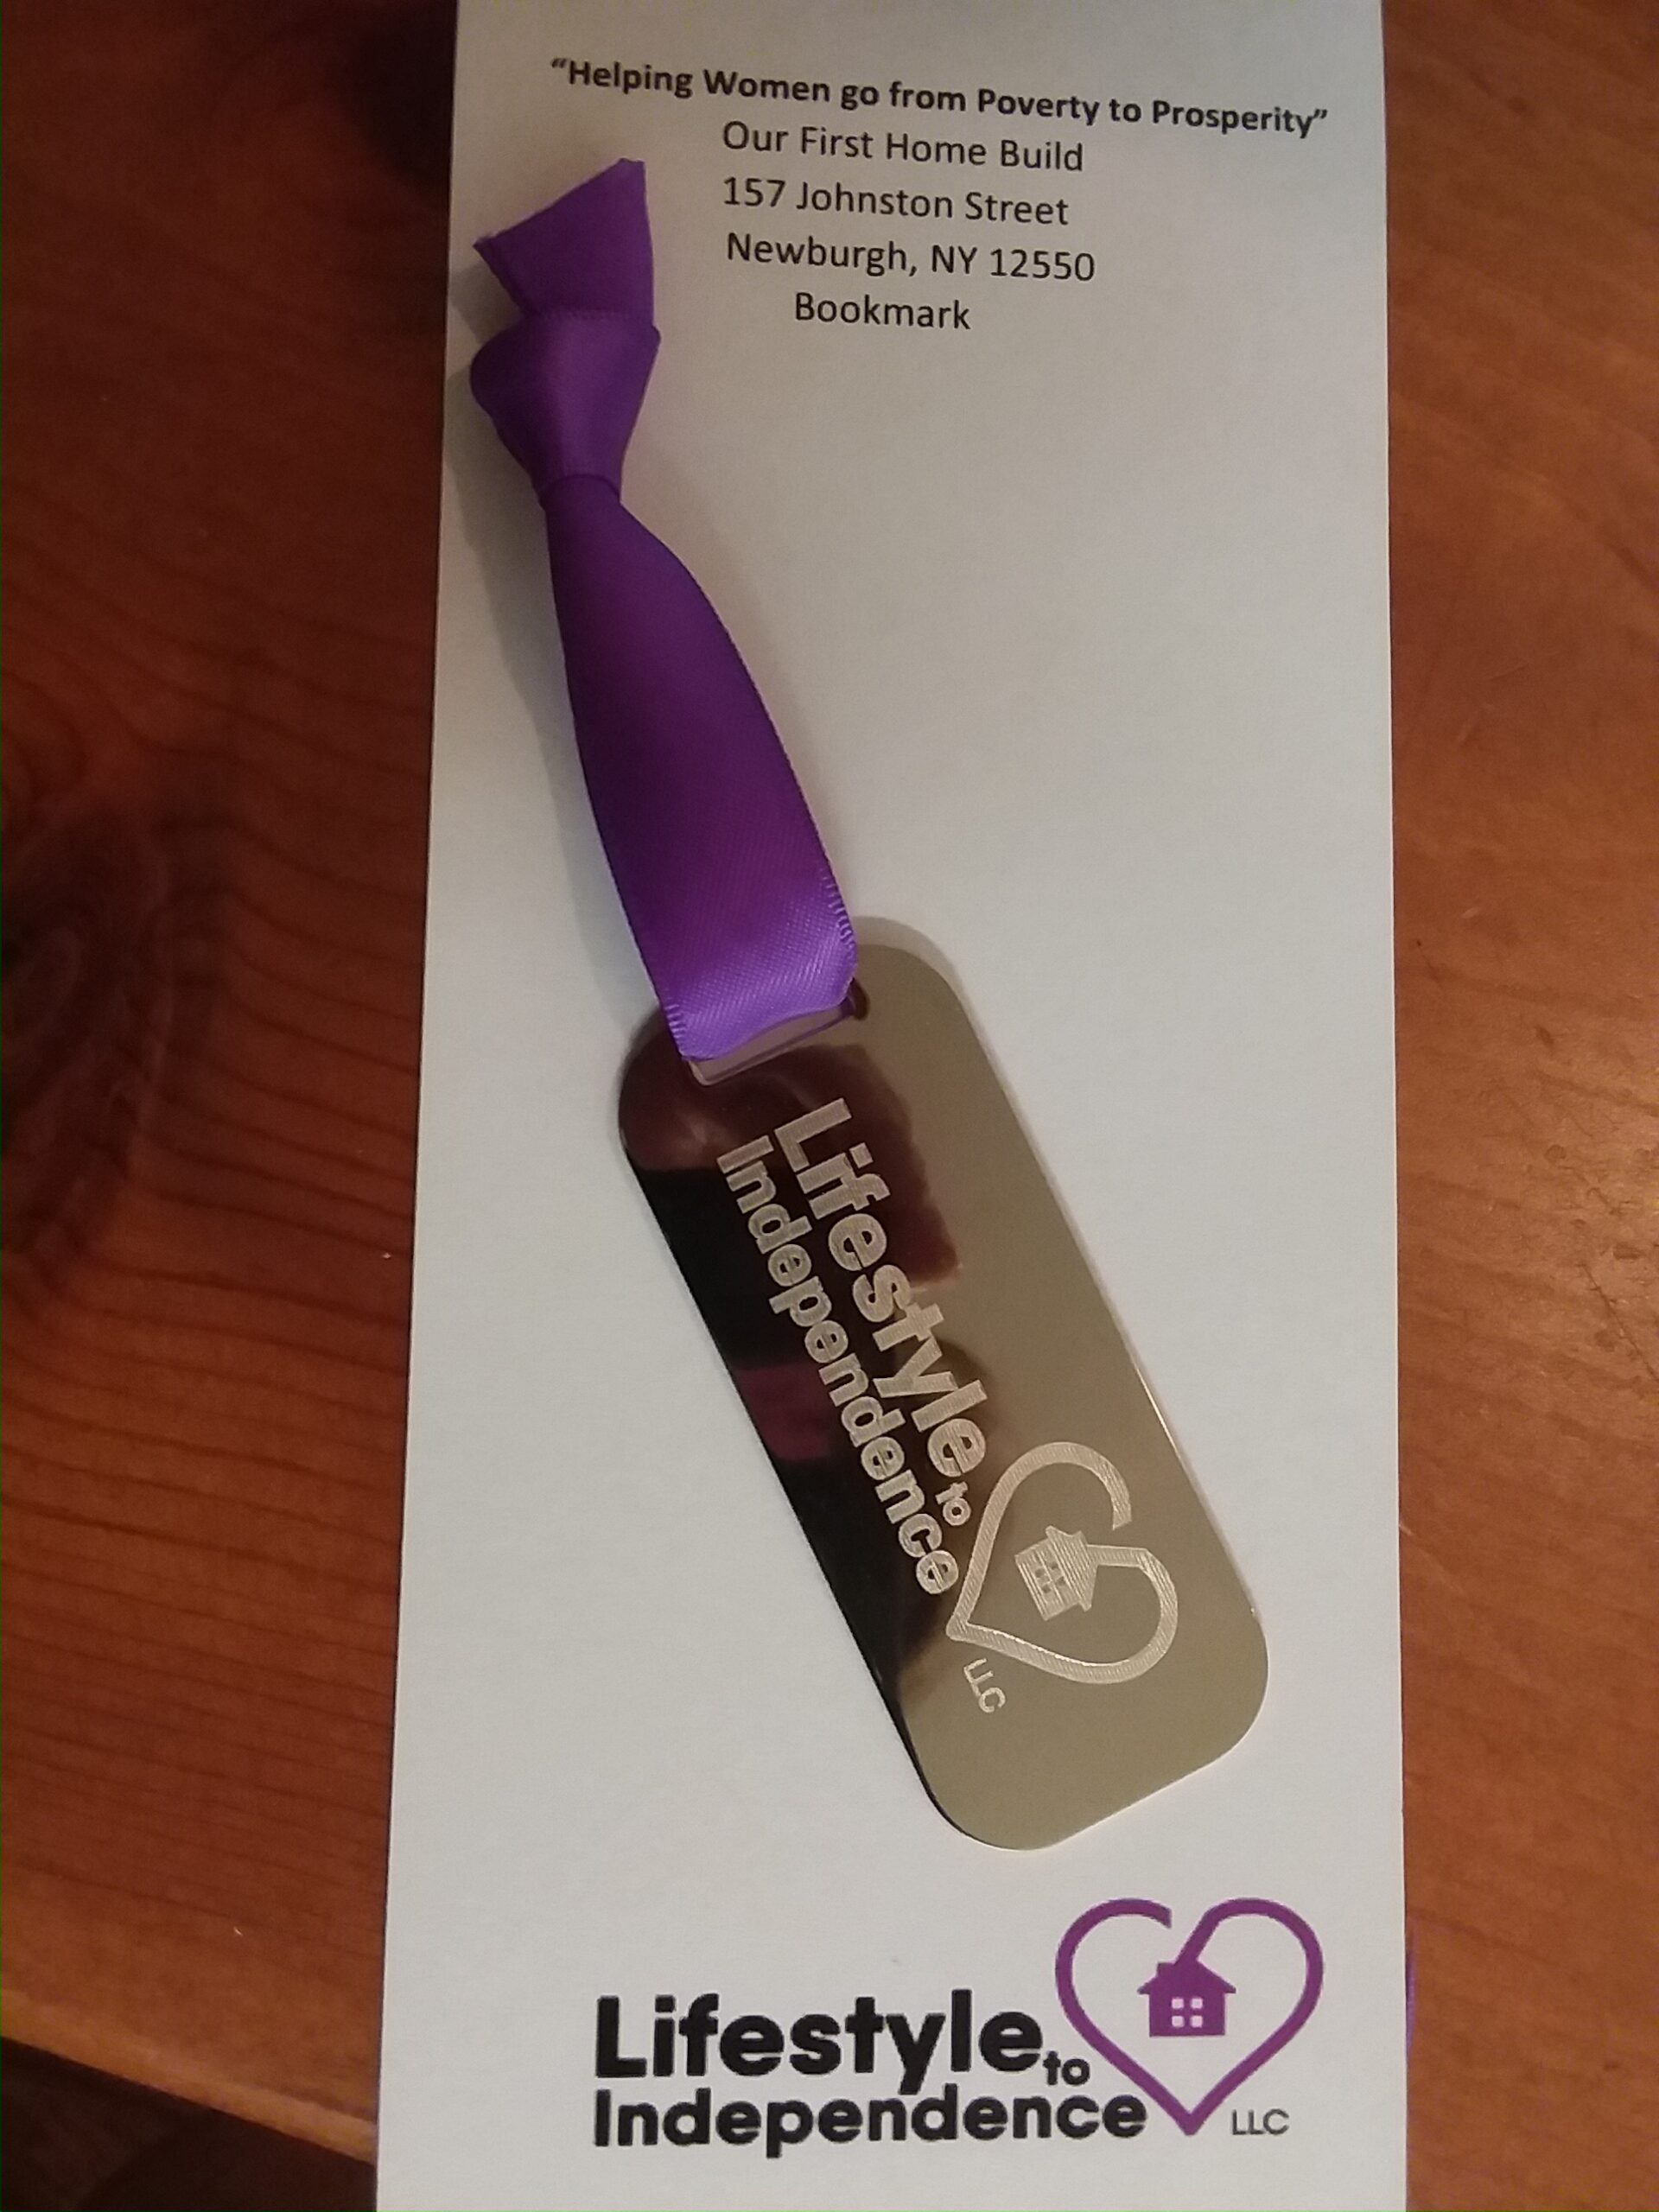 “Helping Women go from Poverty to Prosperity”
Our First Home Build
157 Johnston Street
Newburgh, NY 12550
Bookmark
Lifestyle to
Independence
LLC
Lifestyle to
Independence
LLC